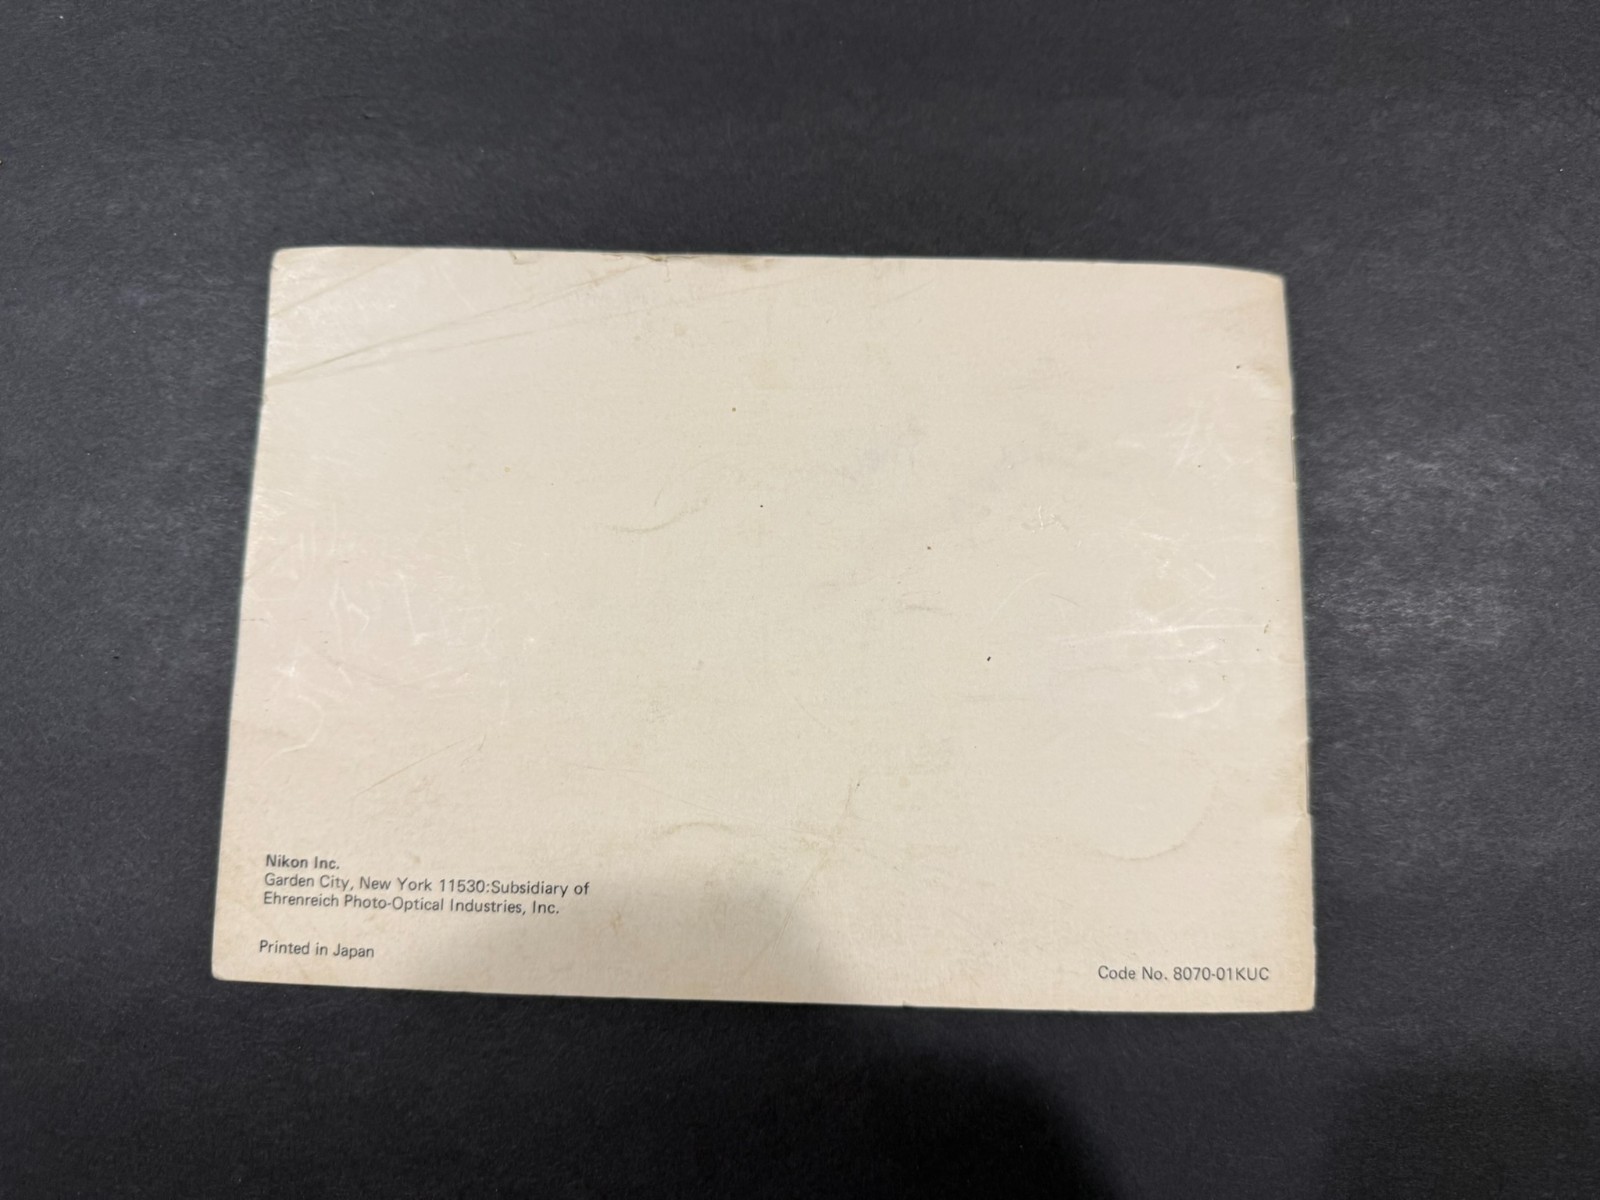 Nikon Inc.
Garden City, New York 11530:Subsidiary of
Ehrenreich Photo-Optical Industries, Inc.
Printed in Japan
Code No. 8070-01KUC